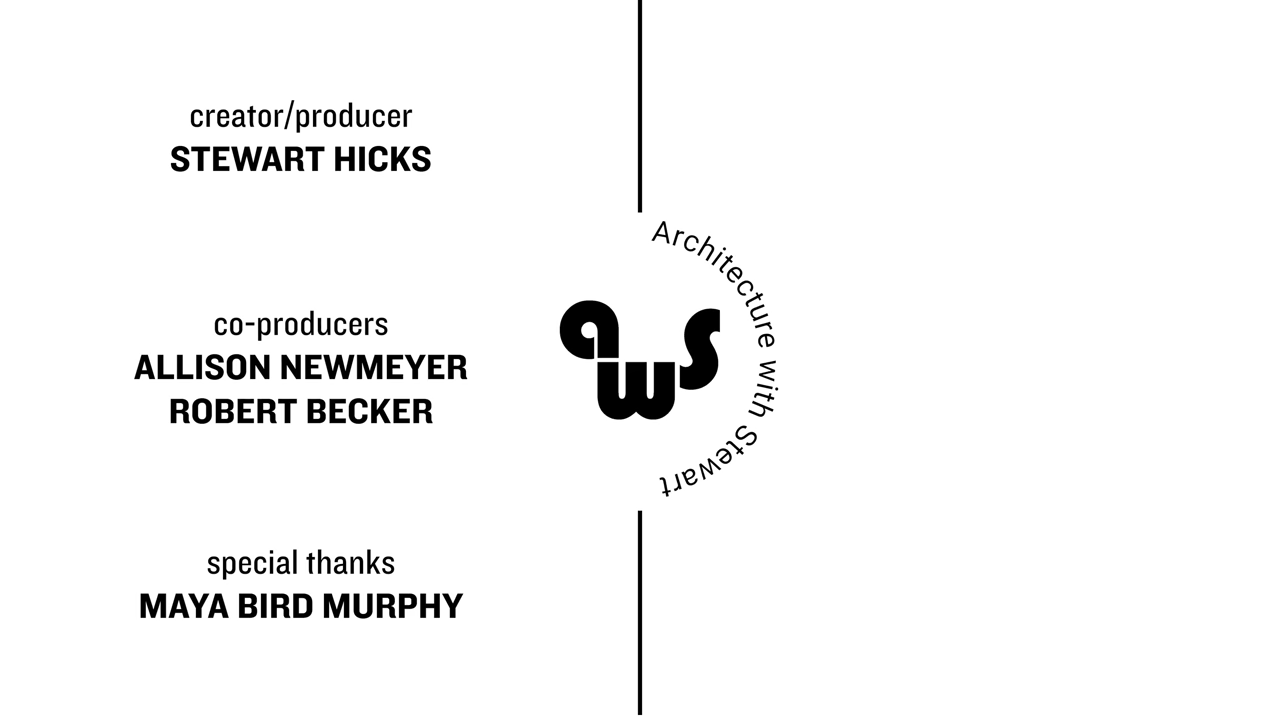 creator/producer
STEWART HICKS
co-producers
ALLISON NEWMEYER
ROBERT BECKER
special thanks
MAYA BIRD MURPHY
aws
Architecture with Stewart